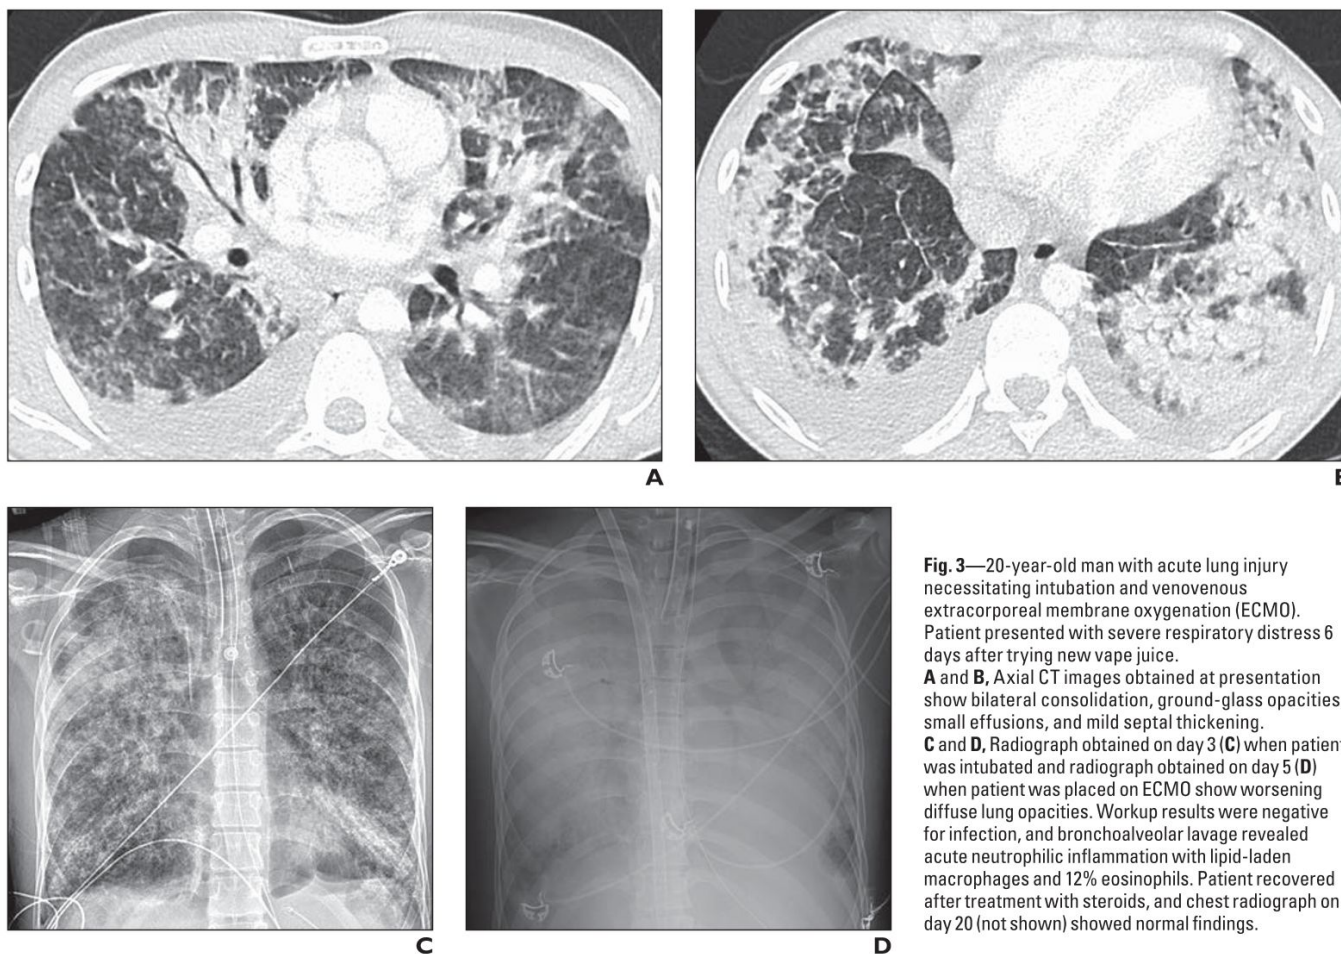 A
B
C
D
Fig. 3—20-year-old man with acute lung injury
necessitating intubation and venovenous
extracorporeal membrane oxygenation (ECMO).
Patient presented with severe respiratory distress 6
days after trying new vape juice.
A and B, Axial CT images obtained at presentation
show bilateral consolidation, ground-glass opacities
small effusions, and mild septal thickening.
C and D, Radiograph obtained on day 3 (C) when patient
was intubated and radiograph obtained on day 5 (D)
when patient was placed on ECMO show worsening
diffuse lung opacities. Workup results were negative
for infection, and bronchoalveolar lavage revealed
acute neutrophilic inflammation with lipid-laden
macrophages and 12% eosinophils. Patient recovered
after treatment with steroids, and chest radiograph on
day 20 (not shown) showed normal findings.